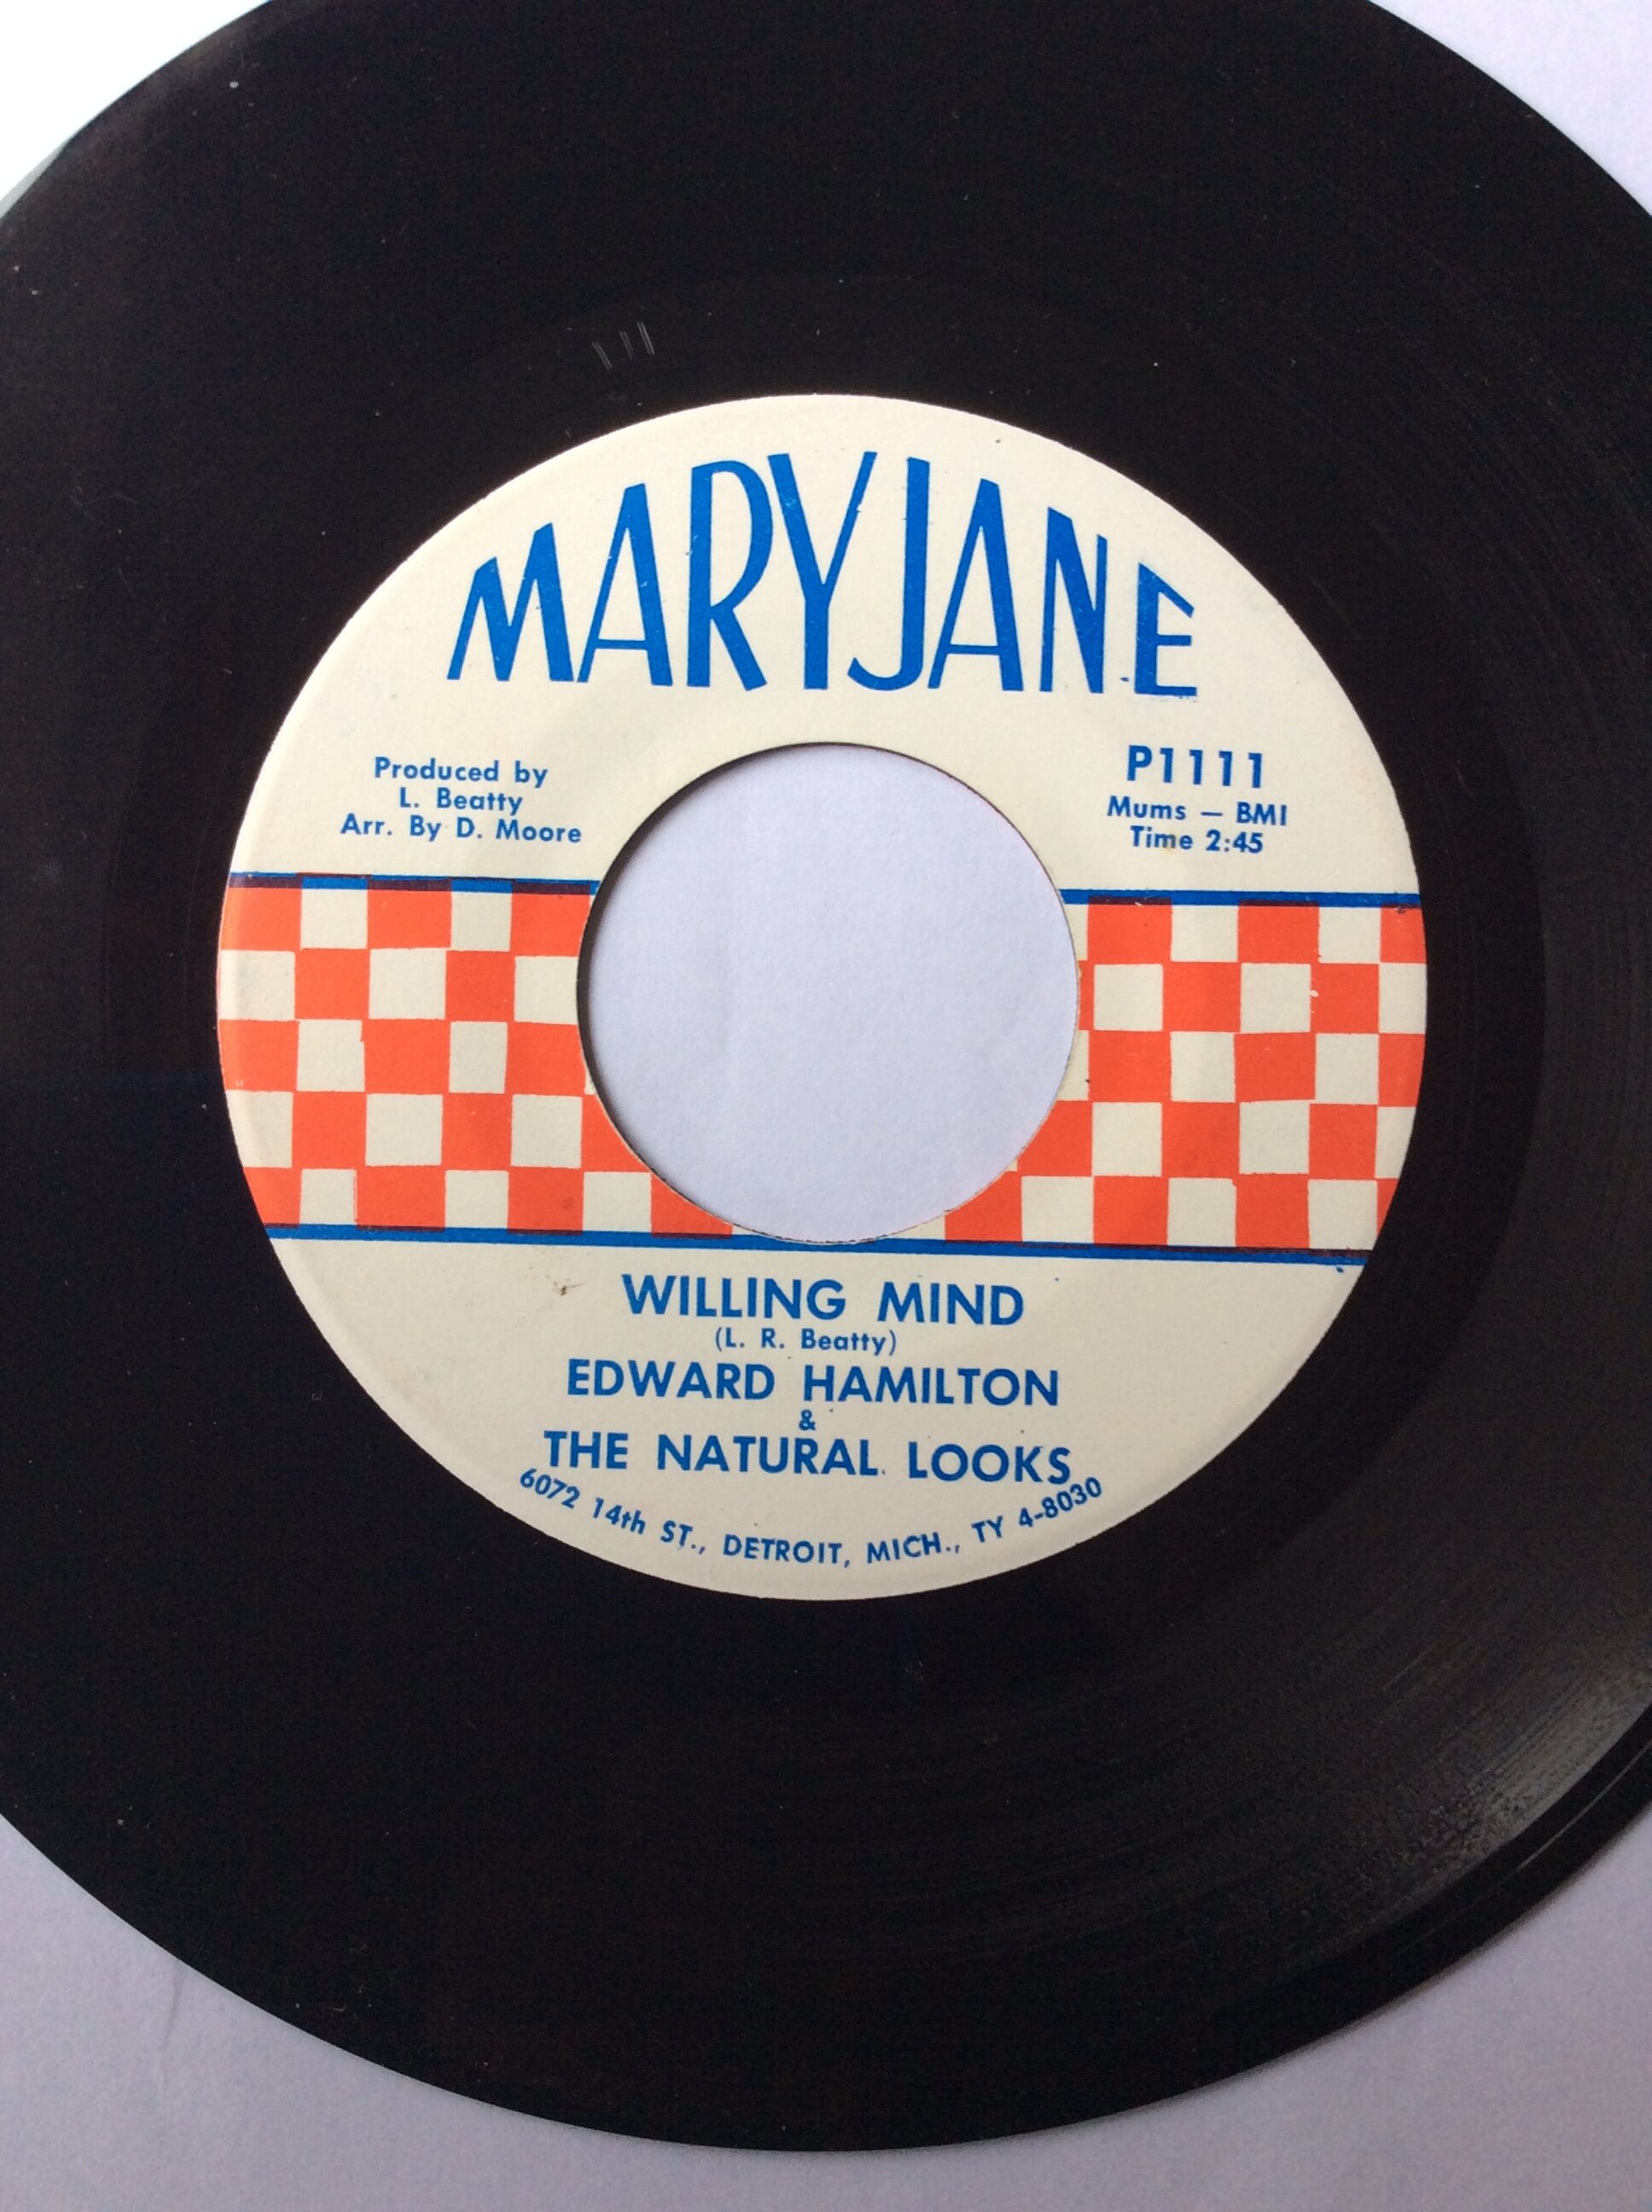 MARYJANE
Produced by
L. Beatty
Arr. By D. Moore
P1111
Mums – BMI
Time 2:45
WILLING MIND
(L. R. Beatty)
EDWARD HAMILTON
&
THE NATURAL LOOKS
6072 14th ST., DETROIT, MICH., TY 4-8030